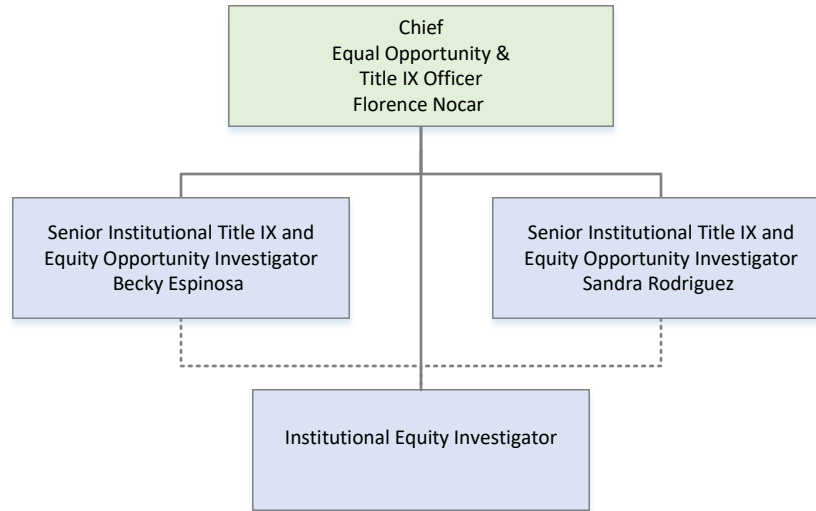 Chief
Equal Opportunity &
Title IX Officer
Florence Nocar
Senior Institutional Title IX and
Equity Opportunity Investigator
Becky Espinosa
Senior Institutional Title IX and
Equity Opportunity Investigator
Sandra Rodriguez
Institutional Equity Investigator